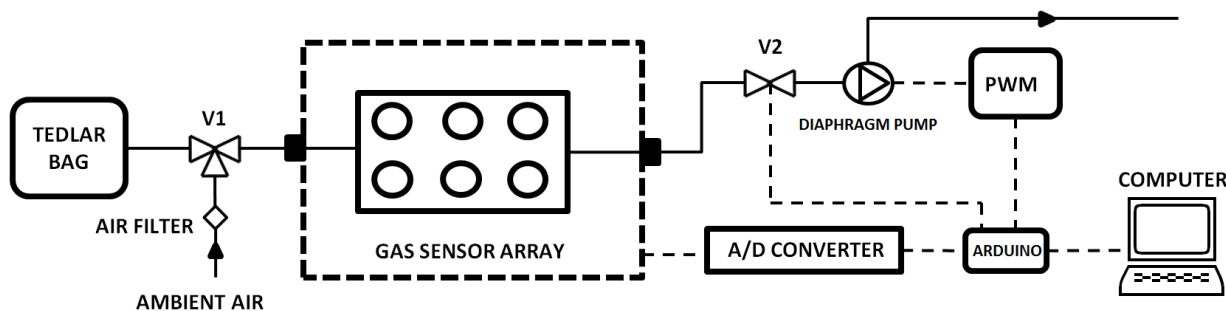 TEDLAR
BAG
V1
AIR FILTER
AMBIENT AIR
GAS SENSOR ARRAY
V2
DIAPHRAGM PUMP
PWM
A/D CONVERTER
ARDUINO
COMPUTER